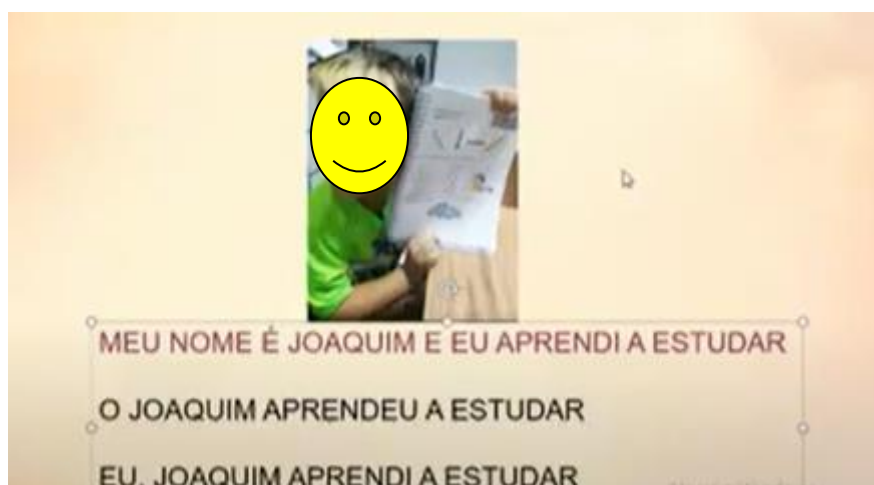 MEU NOME É JOAQUIM E EU APRENDI A ESTUDAR
O JOAQUIM APRENDEU A ESTUDAR
EU, JOAQUIM APRENDI A ESTUDAR